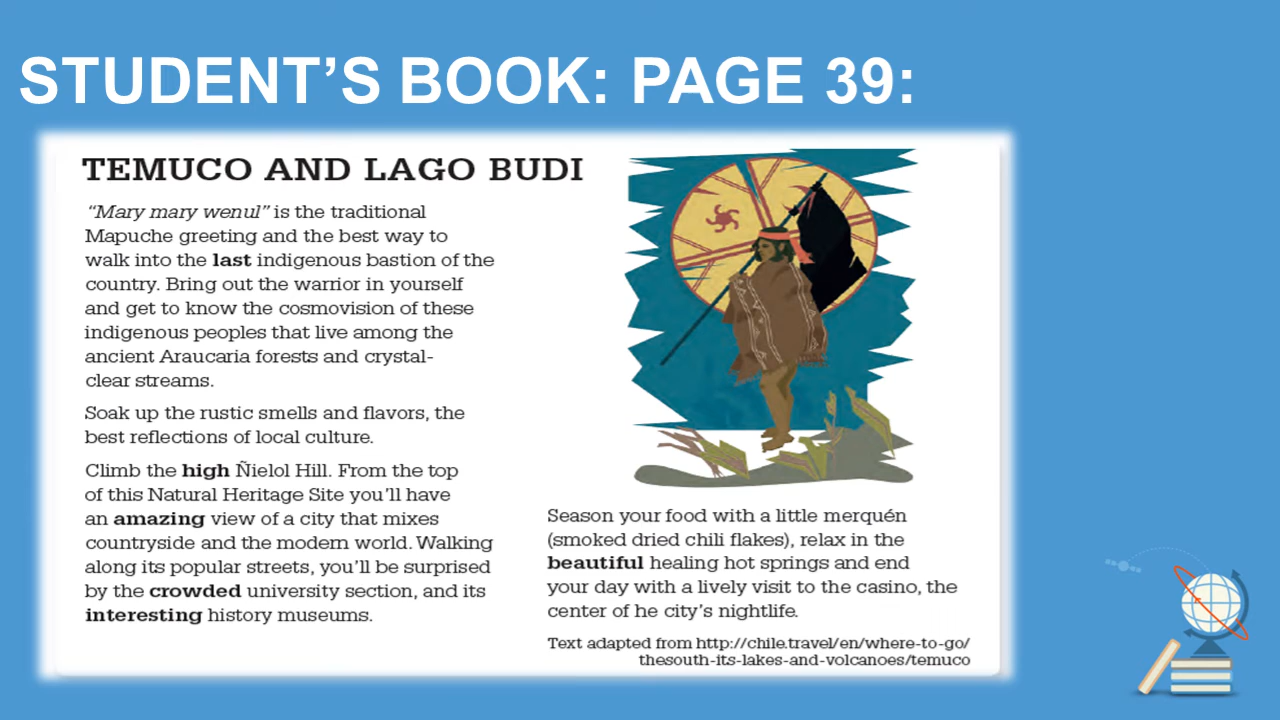 STUDENT’S BOOK: PAGE 39:
TEMUCO AND LAGO BUDI
“Mary mary wenul” is the traditional
Mapuche greeting and the best way to
walk into the last indigenous bastion of the
country. Bring out the warrior in yourself
and get to know the cosmovision of these
indigenous peoples that live among the
ancient Araucaria forests and crystal-
clear streams.
Soak up the rustic smells and flavors, the
best reflections of local culture.
Climb the high Ñielol Hill. From the top
of this Natural Heritage Site you’ll have
an amazing view of a city that mixes
countryside and the modern world. Walking
along its popular streets, you’ll be surprised
by the crowded university section, and its
interesting history museums.
Season your food with a little merquén
(smoked dried chili flakes), relax in the
beautiful healing hot springs and end
your day with a lively visit to the casino, the
center of he city’s nightlife.
Text adapted from http://chile.travel/en/where-to-go/
thesouth-its-lakes-and-volcanoes/temuco